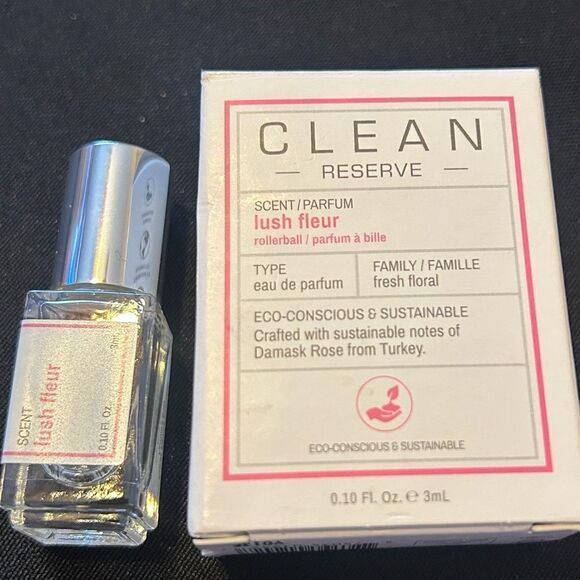 SCENT
lush fleur
0.10 Fl. Oz.
3ml
CLEAN
— RESERVE —
SCENT/PARFUM
lush fleur
rollerball / parfum à bille
TYPE
eau de parfum
FAMILY / FAMILLE
fresh floral
ECO-CONSCIOUS & SUSTAINABLE
Crafted with sustainable notes of
Damask Rose from Turkey.
ECO-CONSCIOUS & SUSTAINABLE
0.10 Fl. Oz. ℮ 3mL